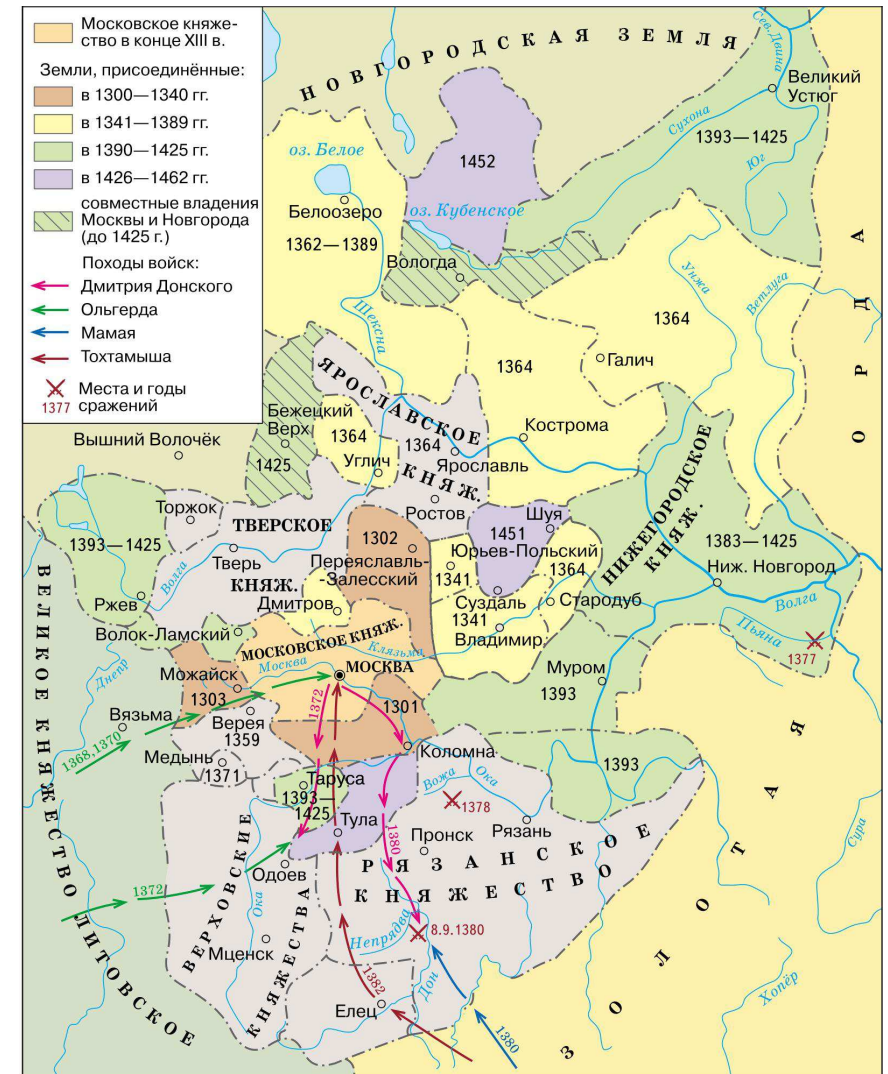 Московское княже-
ство в конце XIII в.
Земли, присоединённые:
в 1300—1340 гг.
в 1341—1389 гг.
в 1390—1425 гг.
в 1426—1462 гг.
совместные владения
Москвы и Новгорода
(до 1425 г.)
Походы войск:
Дмитрия Донского
Ольгерда
Мамая
Тохтамыша
1377
Места и годы
сражений
НОВГОРОДСКАЯ ЗЕМЛЯ
Сев. Двина
Великий
Устюг
Сухона
1393—1425
Юг
1452
оз. Белое
Белоозеро
оз. Кубенское
1362—1389
Вологда
Унжа
Ветлуга
Шексна
1364
Галич
1364
ЯРОСЛАВСКОЕ
КНЯЖ.
1364
Бежецкий
Верх
1425
1364
Углич
Кострома
Ярославль
Вышний Волочёк
Ростов
Торжок
ТВЕРСКОЕ
КНЯЖ.
1393—1425
Тверь
Волга
Ржев
1302
Переяславль-
-Залесский
1451
Шуя
Юрьев-Польский
1341
1364
Суздаль
1341
Стародуб
Владимир
НИЖЕГОРОДСКОЕ
КНЯЖ.
1383—1425
Ниж. Новгород
Волга
Пьяна
1377
Дмитров
Волок-Ламский
МОСКОВСКОЕ КНЯЖ.
Клязьма
Москва
МОСКВА
Можайск
1303
Муром
1393
Днепр
Вязьма
Верея
1359
1372
1301
1368,1370
Медынь
1371
Коломна
1393
Таруса
1393—
1425
Вожа
Ока
1378
Тула
1380
Пронск
Рязань
РЯЗАНСКОЕ
КНЯЖЕСТВО
Сура
Одоев
1372
Ока
ВЕРХОВСКИЕ
КНЯЖЕСТВА
Мценск
Непрядва
8.9.1380
1382
Дон
Елец
1380
Хопёр
ВЕЛИКОЕ КНЯЖЕСТВО ЛИТОВСКОЕ
ЗОЛОТАЯ
ОРДА